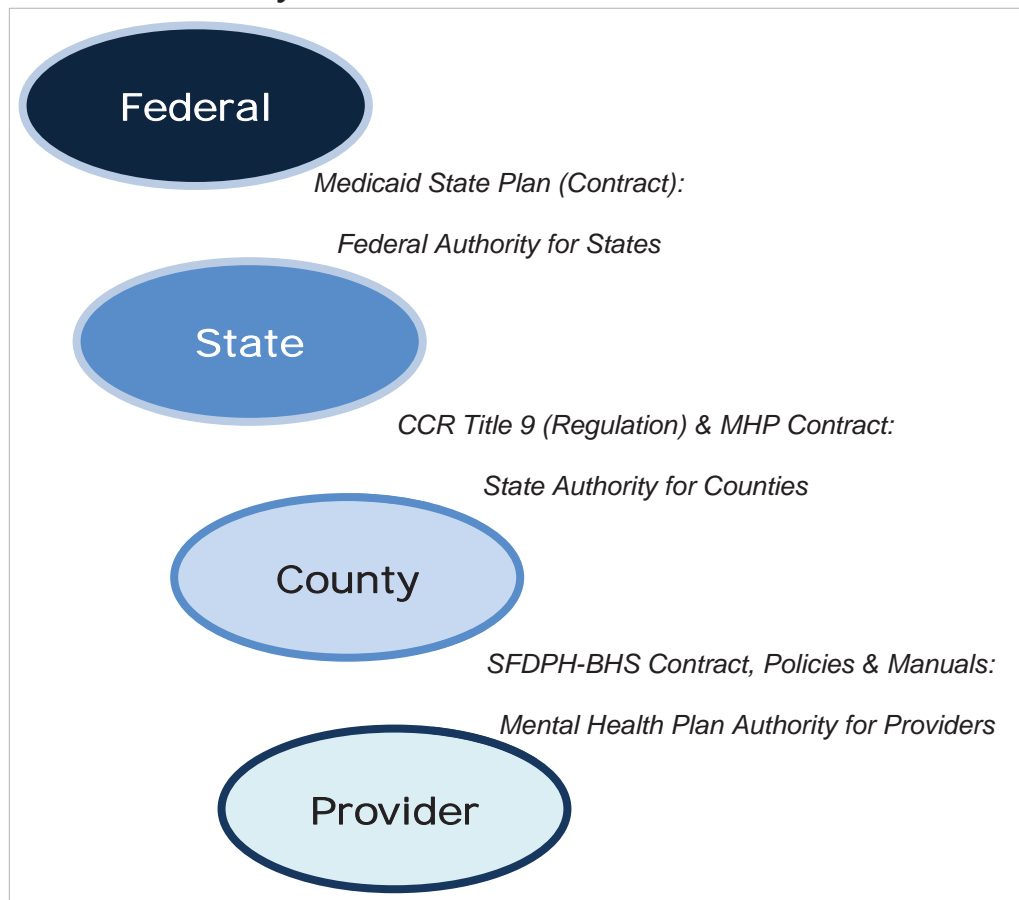 Federal
Medicaid State Plan (Contract):
Federal Authority for States
State
CCR Title 9 (Regulation) & MHP Contract:
State Authority for Counties
County
SFDPH-BHS Contract, Policies & Manuals:
Mental Health Plan Authority for Providers
Provider